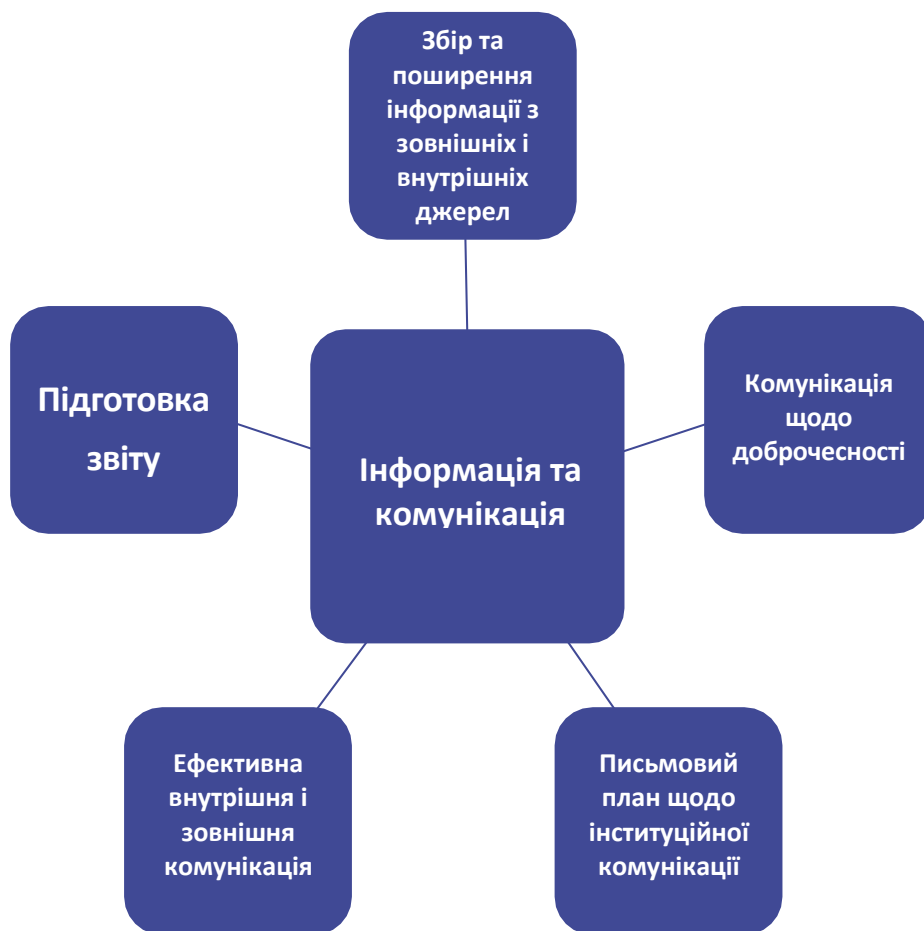 Збір та
поширення
інформації з
зовнішніх і
внутрішніх
джерел
Підготовка
звіту
Інформація та
комунікація
Комунікація
щодо
доброчесності
Ефективна
внутрішня і
зовнішня
комунікація
Письмовий
план щодо
інституційної
комунікації